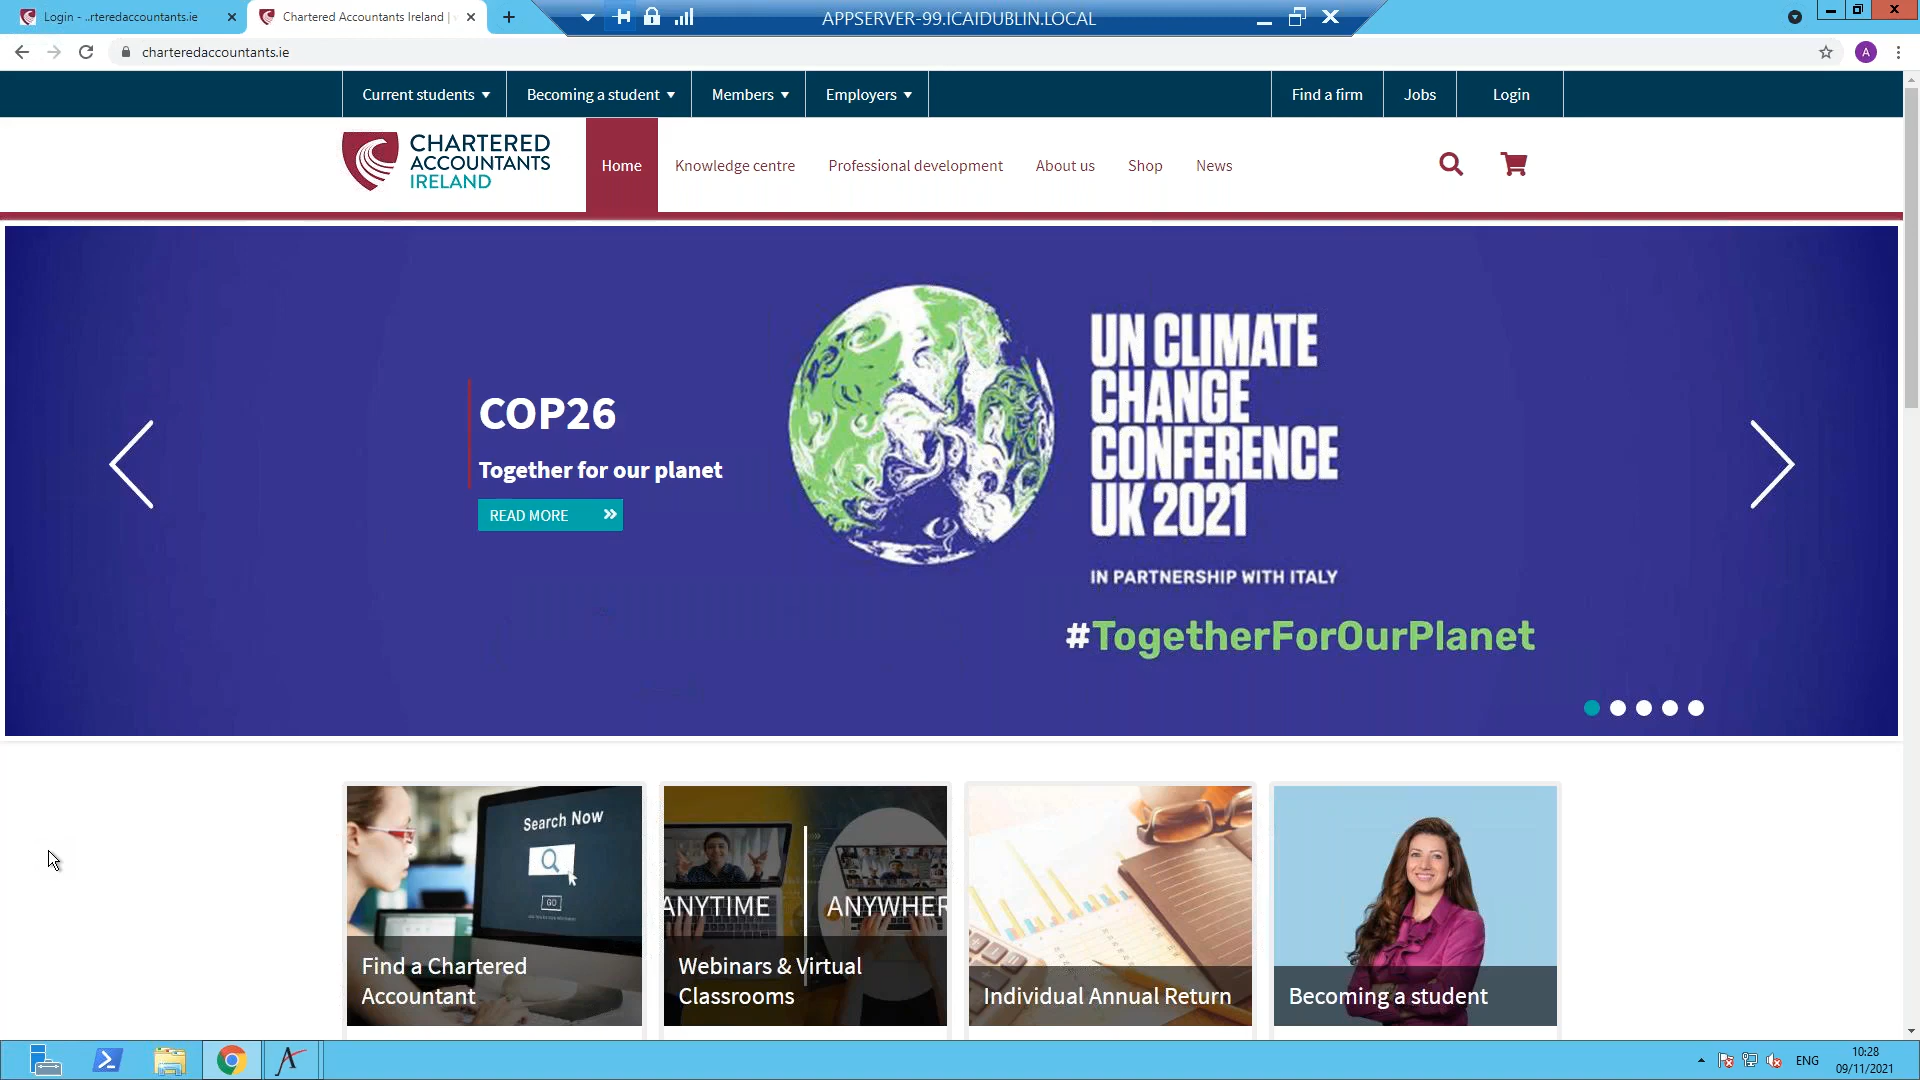 Login - ..rteredaccountants.ie
Chartered Accountants Ireland |
APPSERVER-99.ICAIDUBLIN.LOCAL
charteredaccountants.ie
A
Current students
Becoming a student
Members
Employers
Find a firm
Jobs
Login
CHARTERED
ACCOUNTANTS
IRELAND
Home
Knowledge centre
Professional development
About us
Shop
News
COP26
Together for our planet
READ MORE
UN CLIMATE
CHANGE
CONFERENCE
UK 2021
IN PARTNERSHIP WITH ITALY
#TogetherForOurPlanet
Search Now
GO
Find a Chartered
Accountant
ANYTIME
ANYWHER
Webinars & Virtual
Classrooms
Individual Annual Return
Becoming a student
ENG
10:28
09/11/2021